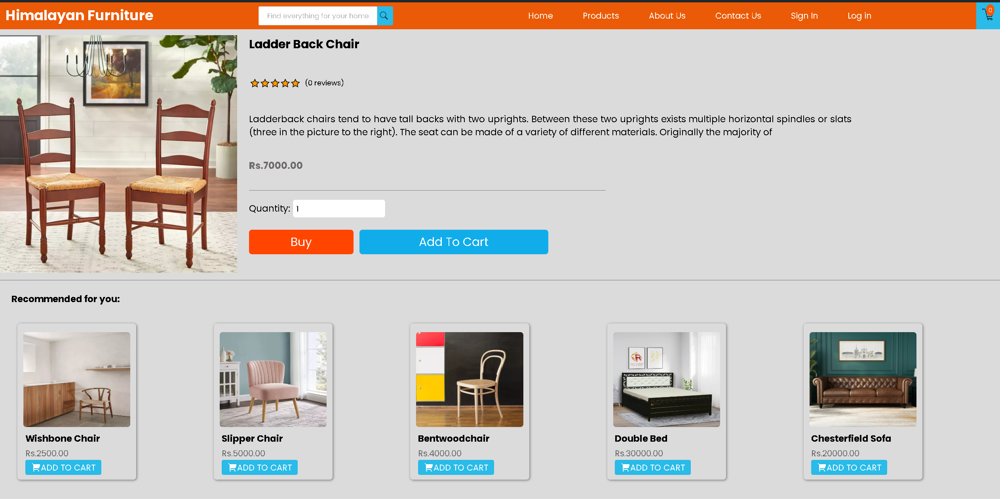 Himalayan Furniture
Find everything for your home
Home
Products
About Us
Contact Us
Sign In
Log in
0
Ladder Back Chair
(0 reviews)
Ladderback chairs tend to have tall backs with two uprights. Between these two uprights exists multiple horizontal spindles or slats
(three in the picture to the right). The seat can be made of a variety of different materials. Originally the majority of
Rs.7000.00
Quantity: 1
Buy
Add To Cart
Recommended for you:
Wishbone Chair
Rs.2500.00
ADD TO CART
Slipper Chair
Rs.5000.00
ADD TO CART
Bentwoodchair
Rs.4000.00
ADD TO CART
Double Bed
Rs.30000.00
ADD TO CART
Chesterfield Sofa
Rs.20000.00
ADD TO CART